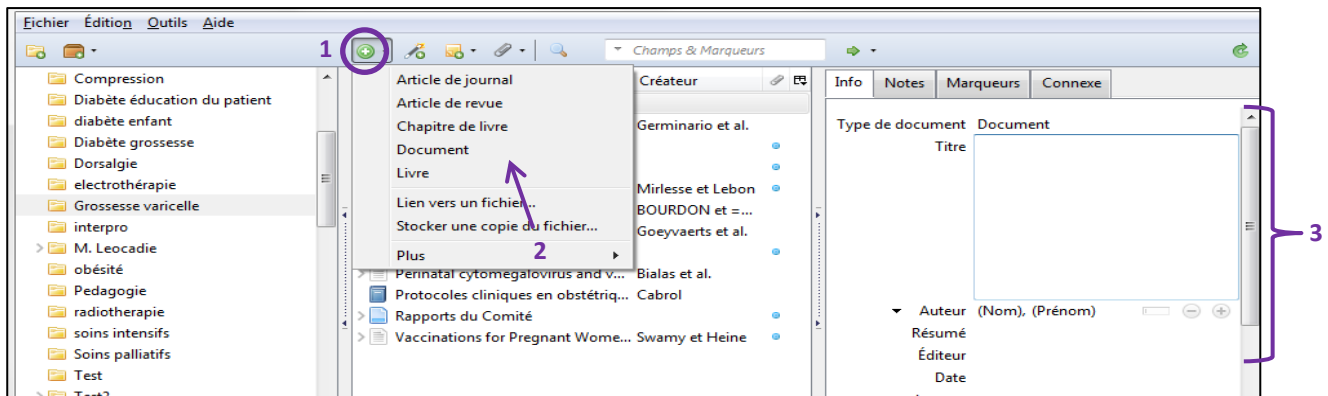 Fichier Édition Outils Aide
1
Champs & Marqueurs
Compression
Diabète éducation du patient
diabète enfant
Diabète grossesse
Dorsalgie
electrothérapie
Grossesse varicelle
interpro
M. Leocadie
obésité
Pedagogie
radiotherapie
soins intensifs
Soins palliatifs
Test
Test2
Article de journal
Article de revue
Chapitre de livre
Document
Livre
Lien vers un fichier...
Stocker une copie du fichier...
Plus
2
Créateur
Germinario et al.
Mirlesse et Lebon
BOURDON et =...
Goeyvaerts et al.
Perinatal cytomegalovirus and v... Bialas et al.
Protocoles cliniques en obstétriq... Cabrol
Rapports du Comité
Vaccinations for Pregnant Wome... Swamy et Heine
Info Notes Marqueurs Connexe
Type de document Document
Titre
Auteur (Nom), (Prénom)
Résumé
Éditeur
Date
3